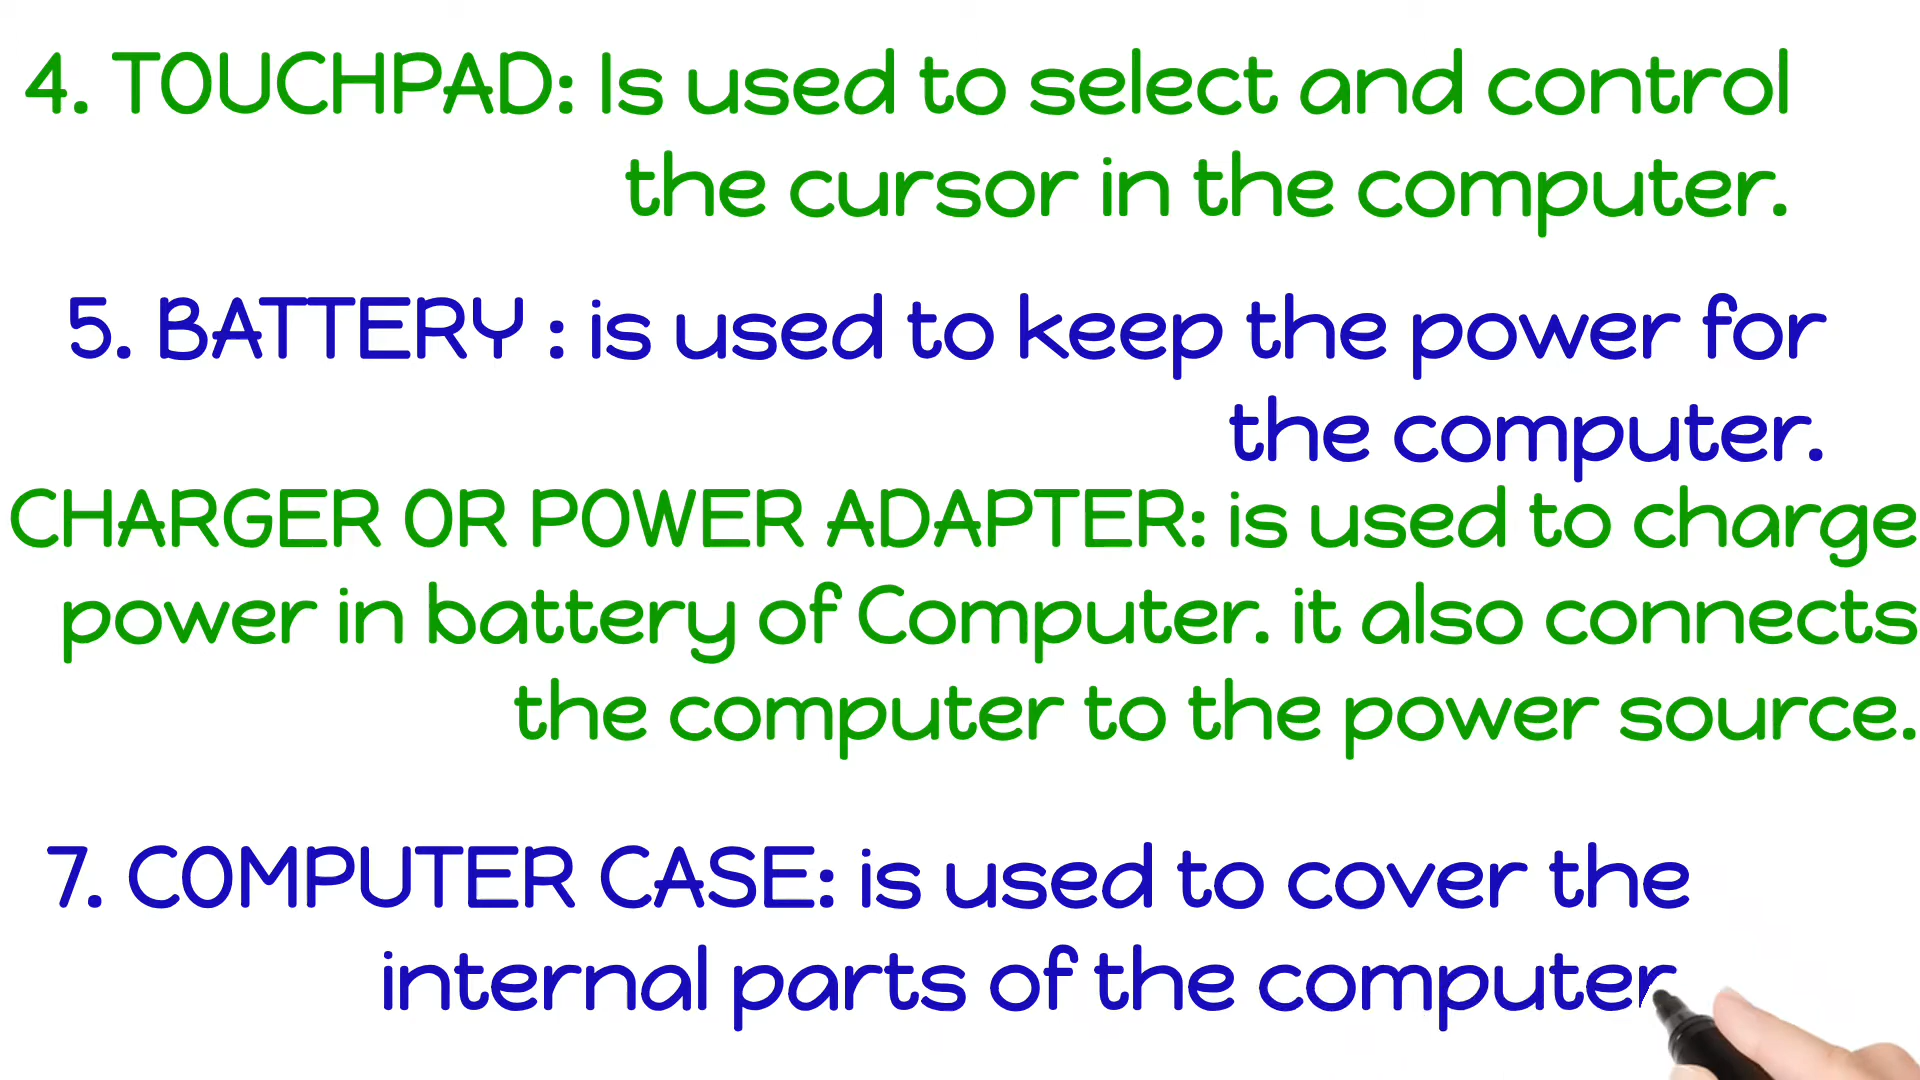 4. TOUCHPAD: Is used to select and control
the cursor in the computer.
5. BATTERY : is used to keep the power for
the computer.
CHARGER OR POWER ADAPTER: is used to charge
power in battery of Computer. it also connects
the computer to the power source.
7. COMPUTER CASE: is used to cover the
internal parts of the computer